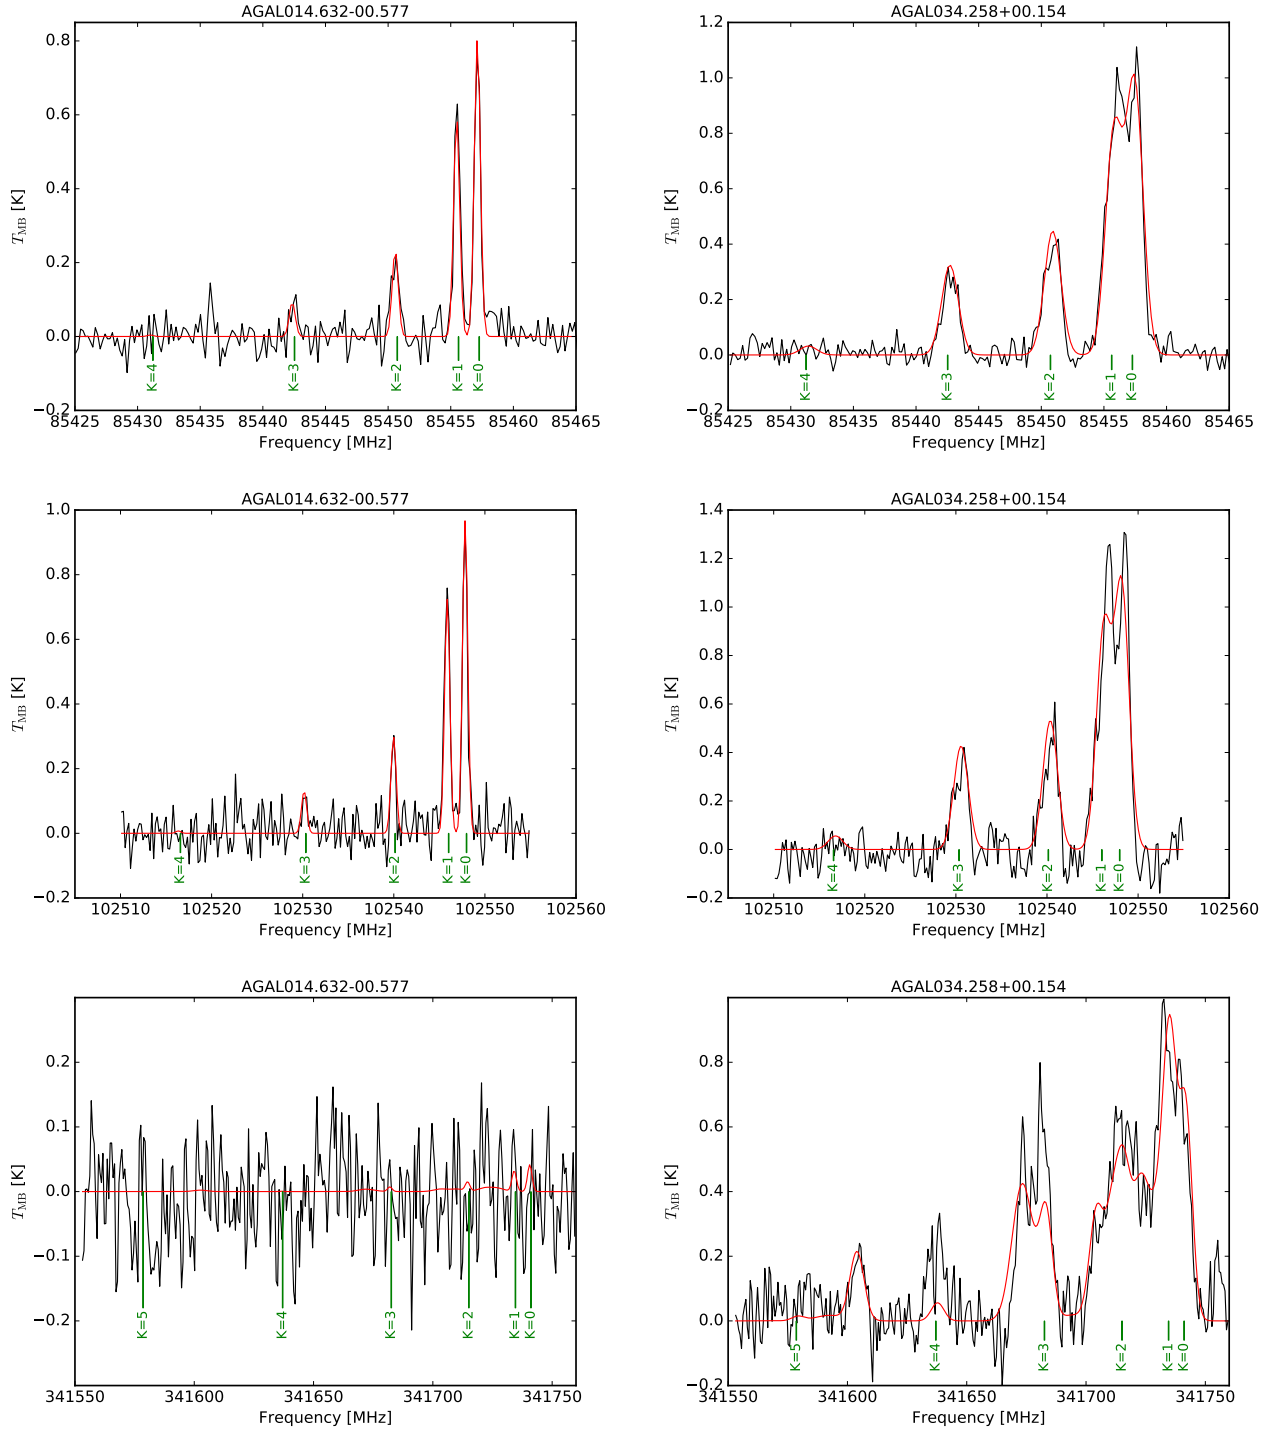 AGAL014.632-00.577
T_MB [K]
0.8
0.6
0.4
0.2
0.0
−0.2
K=4
K=3
K=2
K=1
K=0
85425 85430 85435 85440 85445 85450 85455 85460 85465
Frequency [MHz]
AGAL034.258+00.154
T_MB [K]
1.2
1.0
0.8
0.6
0.4
0.2
0.0
−0.2
K=4
K=3
K=2
K=1
K=0
85425 85430 85435 85440 85445 85450 85455 85460 85465
Frequency [MHz]
AGAL014.632-00.577
T_MB [K]
1.0
0.8
0.6
0.4
0.2
0.0
−0.2
K=4
K=3
K=2
K=1
K=0
102510 102520 102530 102540 102550 102560
Frequency [MHz]
AGAL034.258+00.154
T_MB [K]
1.4
1.2
1.0
0.8
0.6
0.4
0.2
0.0
−0.2
K=4
K=3
K=2
K=1
K=0
102510 102520 102530 102540 102550 102560
Frequency [MHz]
AGAL014.632-00.577
T_MB [K]
0.2
0.1
0.0
−0.1
−0.2
K=5
K=4
K=3
K=2
K=1
K=0
341550 341600 341650 341700 341750
Frequency [MHz]
AGAL034.258+00.154
T_MB [K]
0.8
0.6
0.4
0.2
0.0
−0.2
K=5
K=4
K=3
K=2
K=1
K=0
341550 341600 341650 341700 341750
Frequency [MHz]